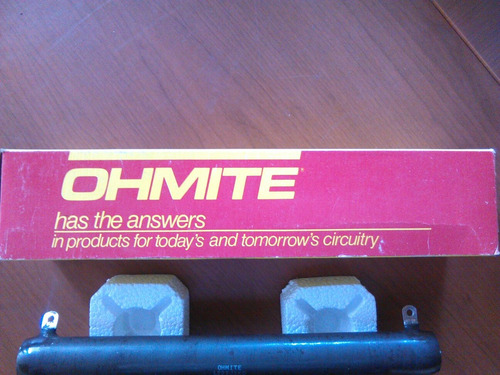 OHMITE
has the answers
in products for today's and tomorrow's circuitry
OHMITE